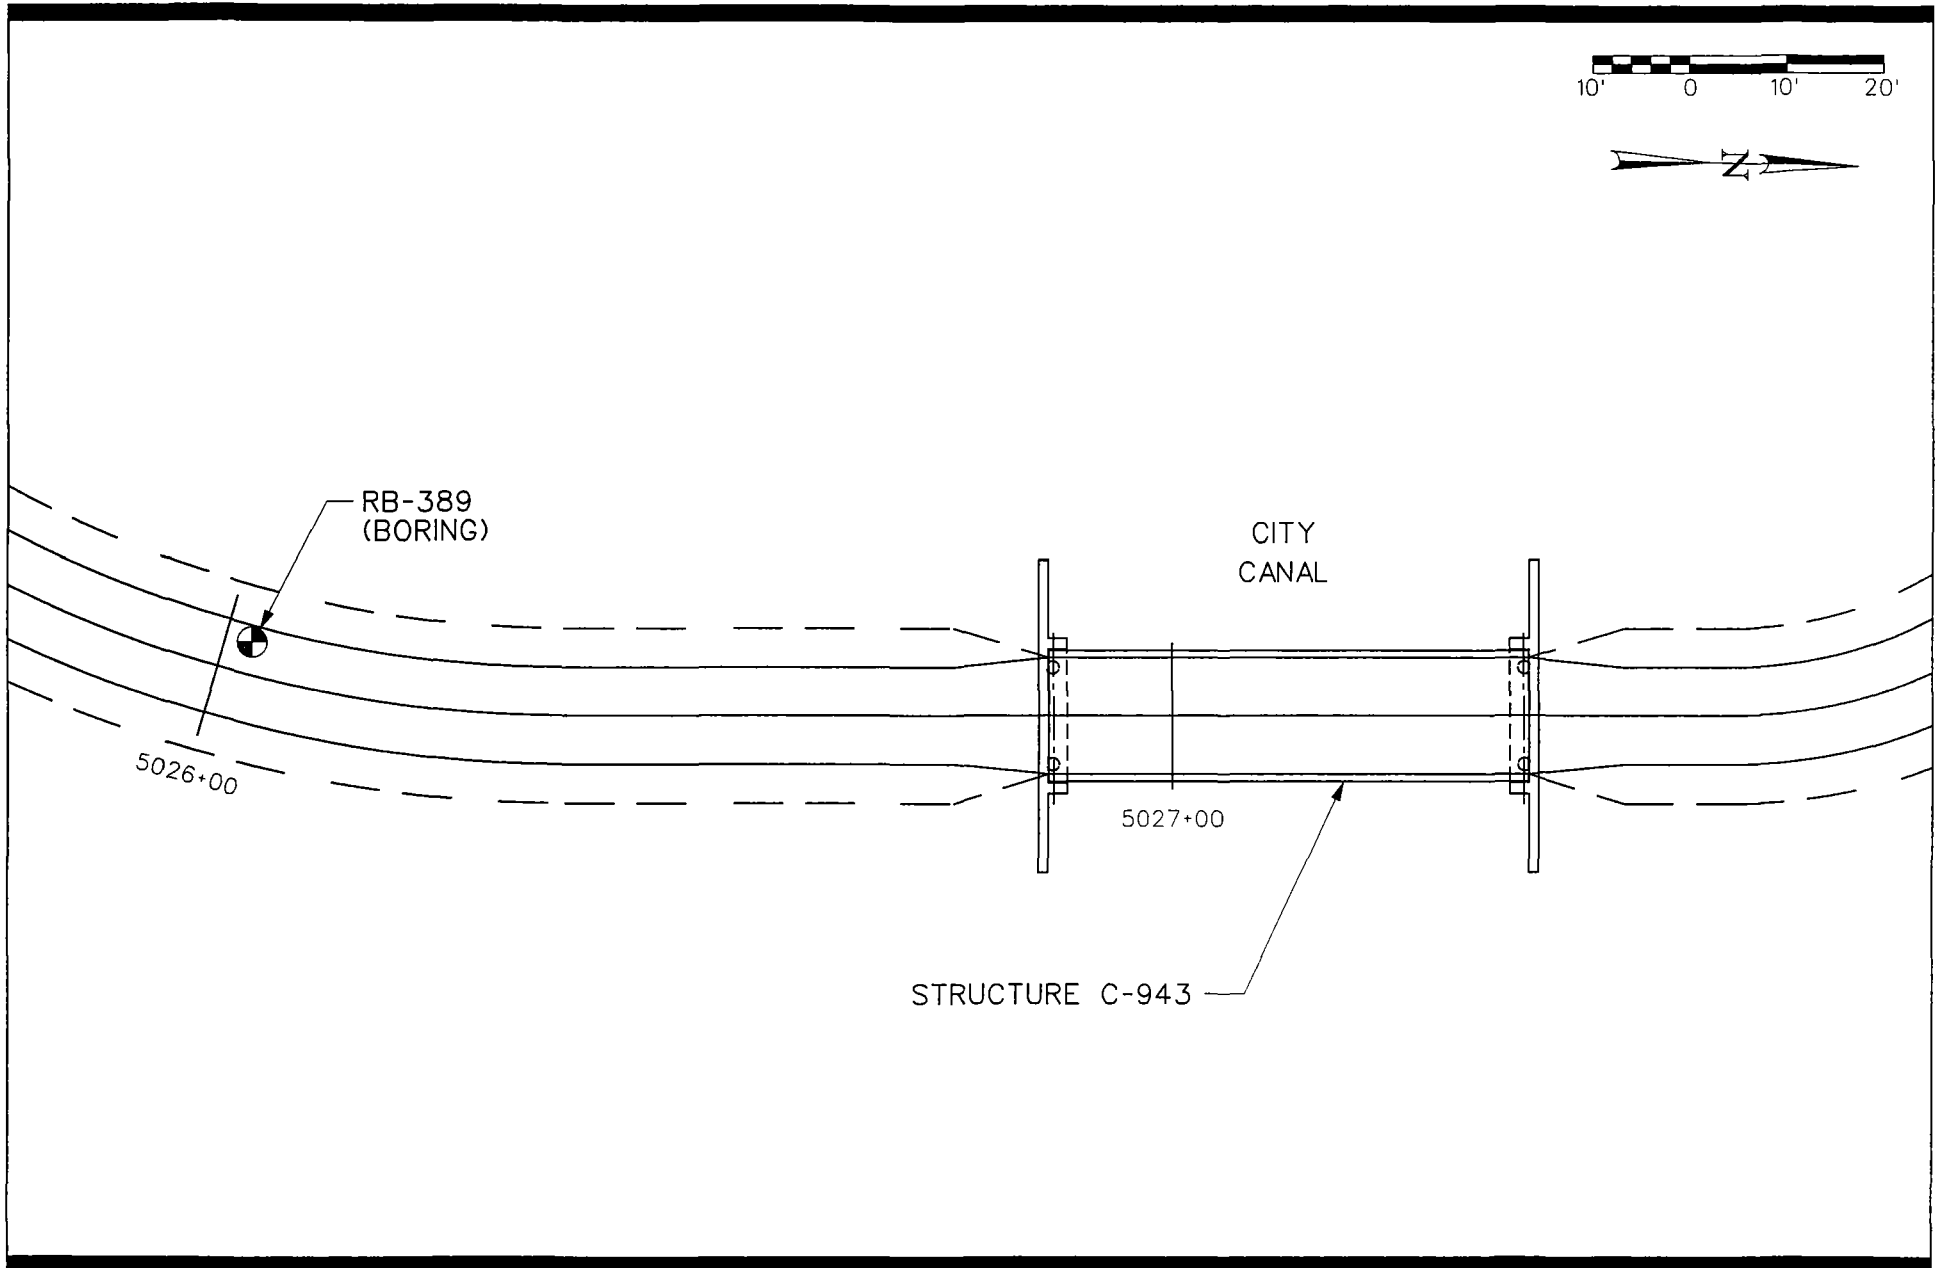 10' 0 10' 20'
N
RB-389
(BORING)
CITY
CANAL
5026+00
5027+00
STRUCTURE C-943